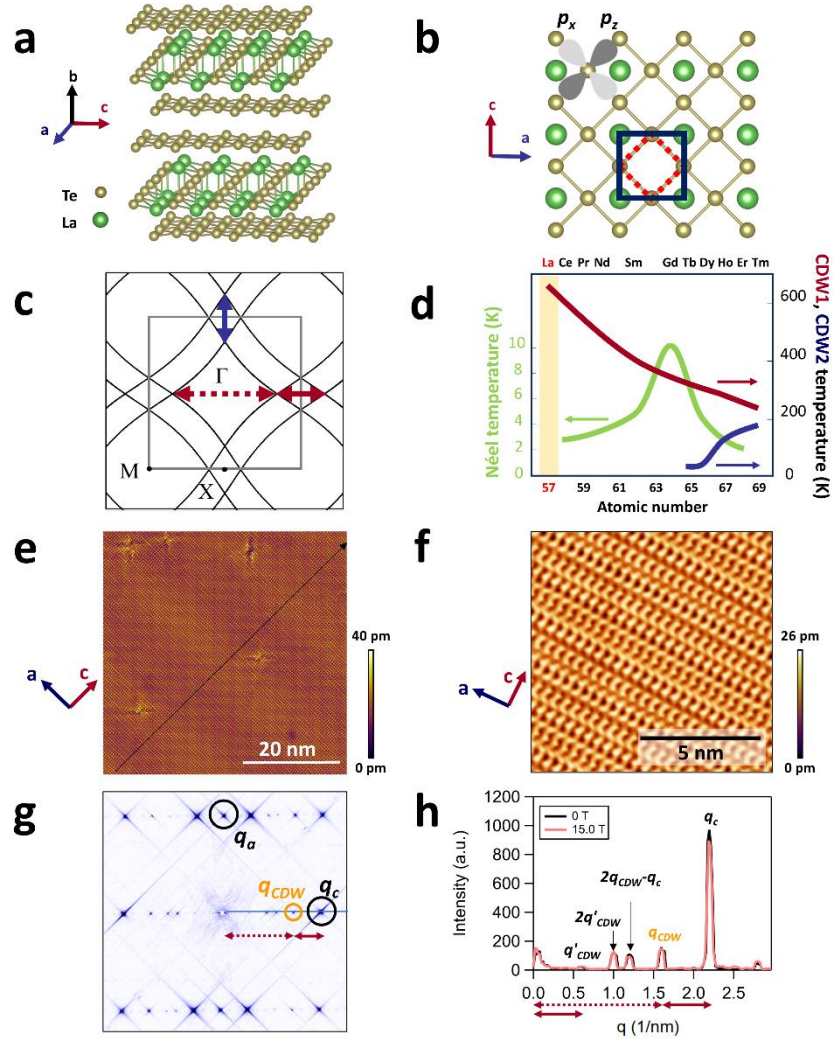 a
b
c
a
Te
La
b
p_x p_z
c
a
c
Γ
M
X
d
La Ce Pr Nd Sm Gd Tb Dy Ho Er Tm
Néel temperature (K)
10
8
6
4
2
0
600
400
200
0
CDW1, CDW2 temperature (K)
57 59 61 63 65 67 69
Atomic number
e
40 pm
0 pm
a c
20 nm
f
26 pm
0 pm
a c
5 nm
g
q_a
q_CDW
q_c
h
Intensity (a.u.)
1200
1000
800
600
400
200
0
0 T
15.0 T
q_c
2q_CDW-q_c
2q'_CDW
q'_CDW
q_CDW
0.0 0.5 1.0 1.5 2.0 2.5
q (1/nm)